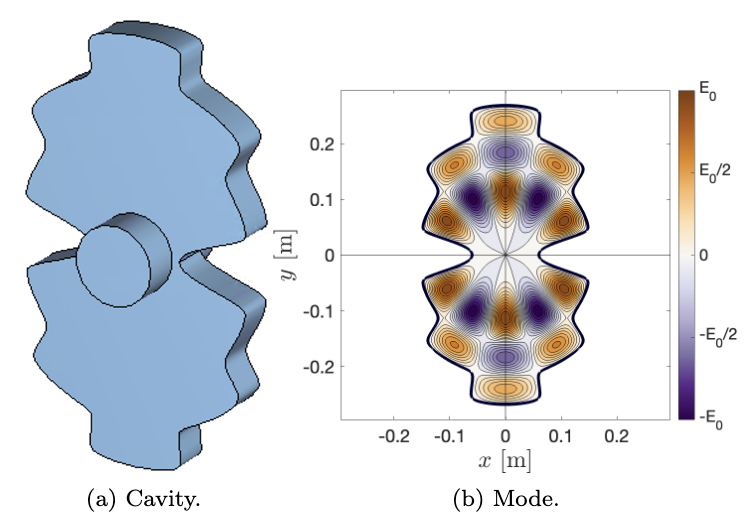 E0
E0/2
0
-E0/2
-E0
0.2
0.1
0
-0.1
-0.2
y [m]
-0.2 -0.1 0 0.1 0.2
x [m]
(a) Cavity.
(b) Mode.